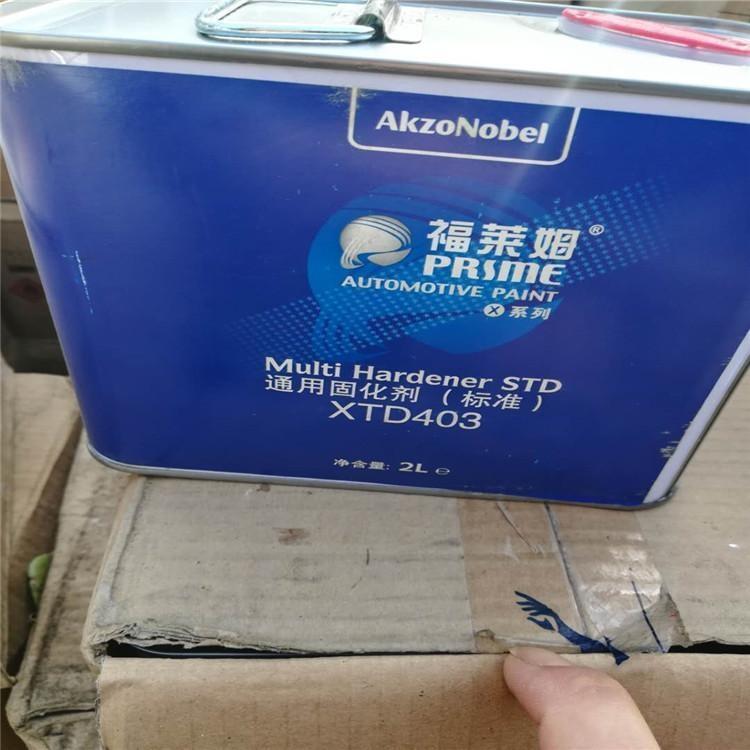 AkzoNobel
福莱姆®
PRIME
AUTOMOTIVE PAINT
X 系列
Multi Hardener STD
通用固化剂（标准）
XTD403
净含量: 2L ℮